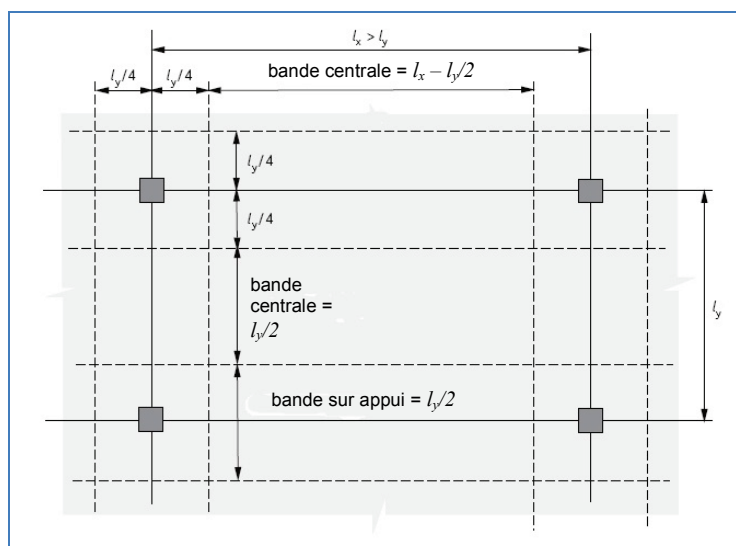 lx > ly
ly/4
ly/4
bande centrale = lx – ly/2
ly/4
ly/4
bande
centrale =
ly/2
ly
bande sur appui = ly/2